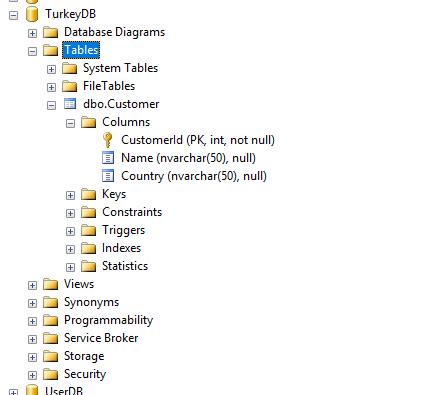 TurkeyDB
Database Diagrams
Tables
System Tables
FileTables
dbo.Customer
Columns
CustomerId (PK, int, not null)
Name (nvarchar(50), null)
Country (nvarchar(50), null)
Keys
Constraints
Triggers
Indexes
Statistics
Views
Synonyms
Programmability
Service Broker
Storage
Security
UserDB